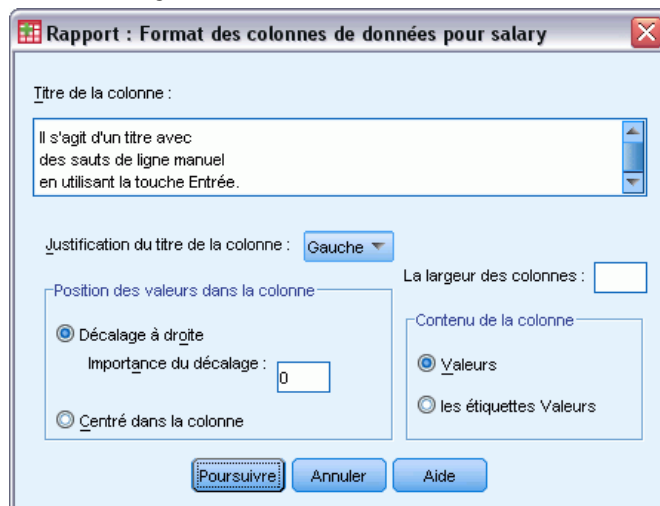 Rapport : Format des colonnes de données pour salary
Titre de la colonne :
Il s'agit d'un titre avec
des sauts de ligne manuel
en utilisant la touche Entrée.
Justification du titre de la colonne : Gauche
La largeur des colonnes :
Position des valeurs dans la colonne
Décalage à droite
Importance du décalage : 0
Centré dans la colonne
Contenu de la colonne
Valeurs
les étiquettes Valeurs
Poursuivre Annuler Aide